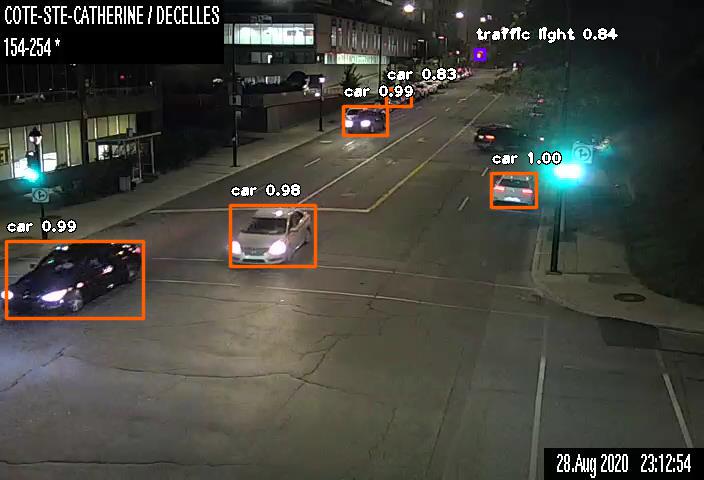 COTE-STE-CATHERINE / DECELLES
154-254 *
traffic light 0.84
car 0.83
car 0.99
car 1.00
car 0.98
car 0.99
28.Aug 2020 23:12:54